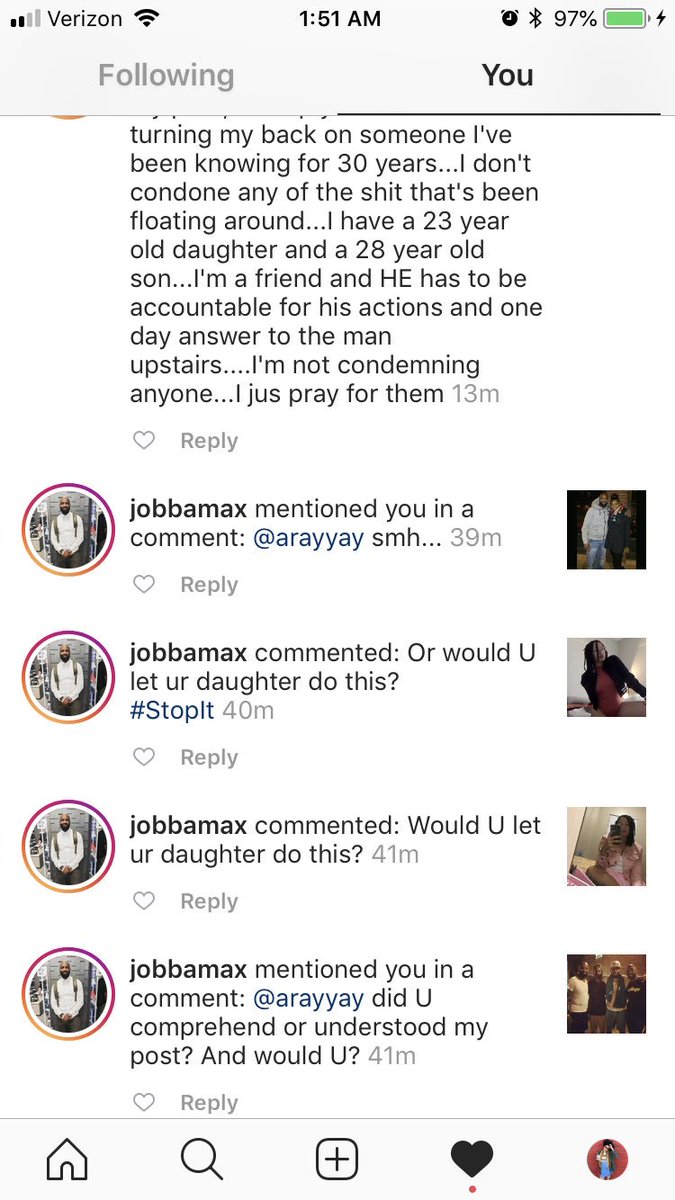 Verizon 1:51 AM 97%
Following You
turning my back on someone I've
been knowing for 30 years...I don't
condone any of the shit that's been
floating around...I have a 23 year
old daughter and a 28 year old
son...I'm a friend and HE has to be
accountable for his actions and one
day answer to the man
upstairs....I'm not condemning
anyone...I jus pray for them 13m
Reply
jobbamax mentioned you in a
comment: @arayyay smh... 39m
Reply
jobbamax commented: Or would U
let ur daughter do this?
#StopIt 40m
Reply
jobbamax commented: Would U let
ur daughter do this? 41m
Reply
jobbamax mentioned you in a
comment: @arayyay did U
comprehend or understood my
post? And would U? 41m
Reply